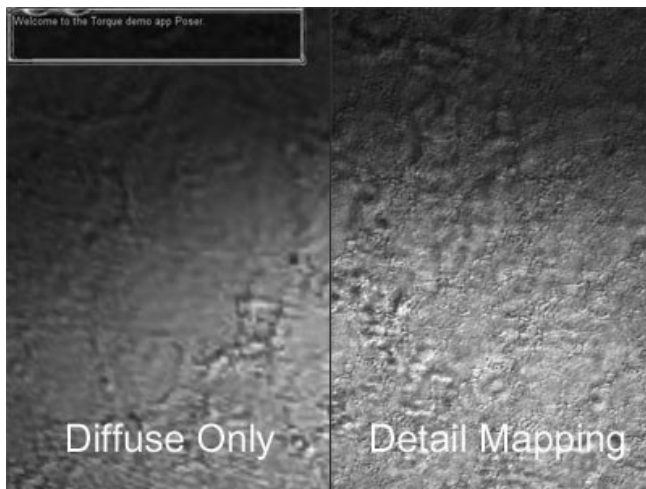 Welcome to the Torque demo app Poser.
Diffuse Only
Detail Mapping